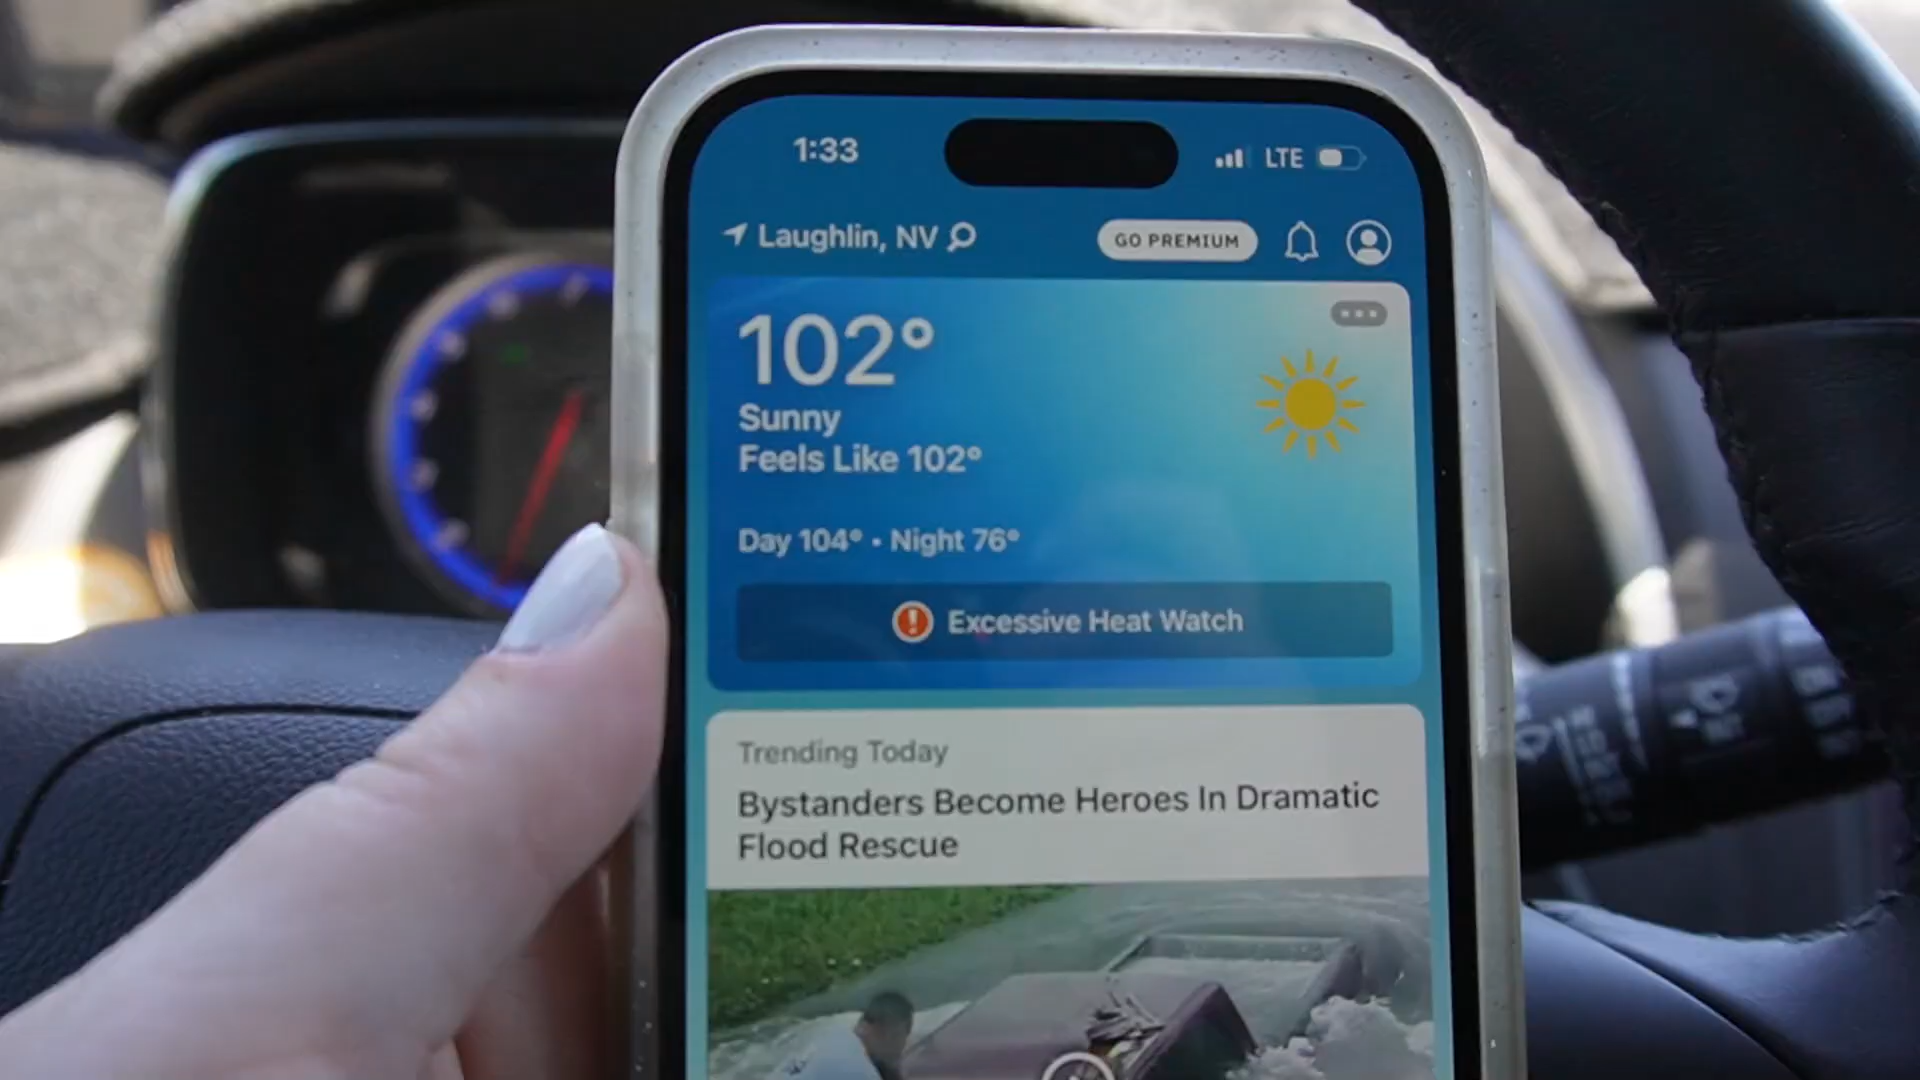 1:33
LTE
Laughlin, NV
GO PREMIUM
102°
Sunny
Feels Like 102°
Day 104° • Night 76°
Excessive Heat Watch
Trending Today
Bystanders Become Heroes In Dramatic
Flood Rescue